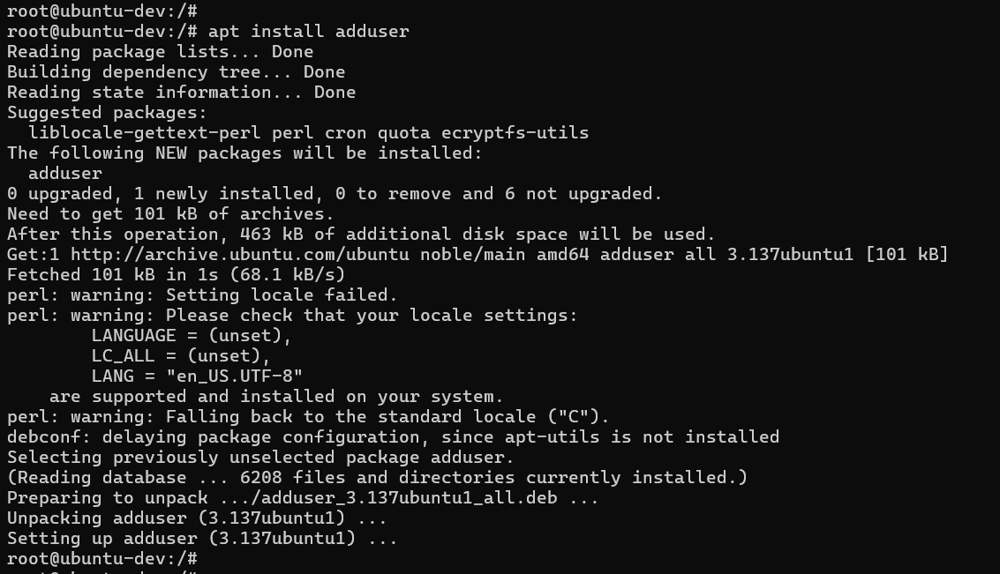 root@ubuntu-dev:/#
root@ubuntu-dev:/# apt install adduser
Reading package lists... Done
Building dependency tree... Done
Reading state information... Done
Suggested packages:
  liblocale-gettext-perl perl cron quota ecryptfs-utils
The following NEW packages will be installed:
  adduser
0 upgraded, 1 newly installed, 0 to remove and 6 not upgraded.
Need to get 101 kB of archives.
After this operation, 463 kB of additional disk space will be used.
Get:1 http://archive.ubuntu.com/ubuntu noble/main amd64 adduser all 3.137ubuntu1 [101 kB]
Fetched 101 kB in 1s (68.1 kB/s)
perl: warning: Setting locale failed.
perl: warning: Please check that your locale settings:
        LANGUAGE = (unset),
        LC_ALL = (unset),
        LANG = "en_US.UTF-8"
    are supported and installed on your system.
perl: warning: Falling back to the standard locale ("C").
debconf: delaying package configuration, since apt-utils is not installed
Selecting previously unselected package adduser.
(Reading database ... 6208 files and directories currently installed.)
Preparing to unpack .../adduser_3.137ubuntu1_all.deb ...
Unpacking adduser (3.137ubuntu1) ...
Setting up adduser (3.137ubuntu1) ...
root@ubuntu-dev:/#